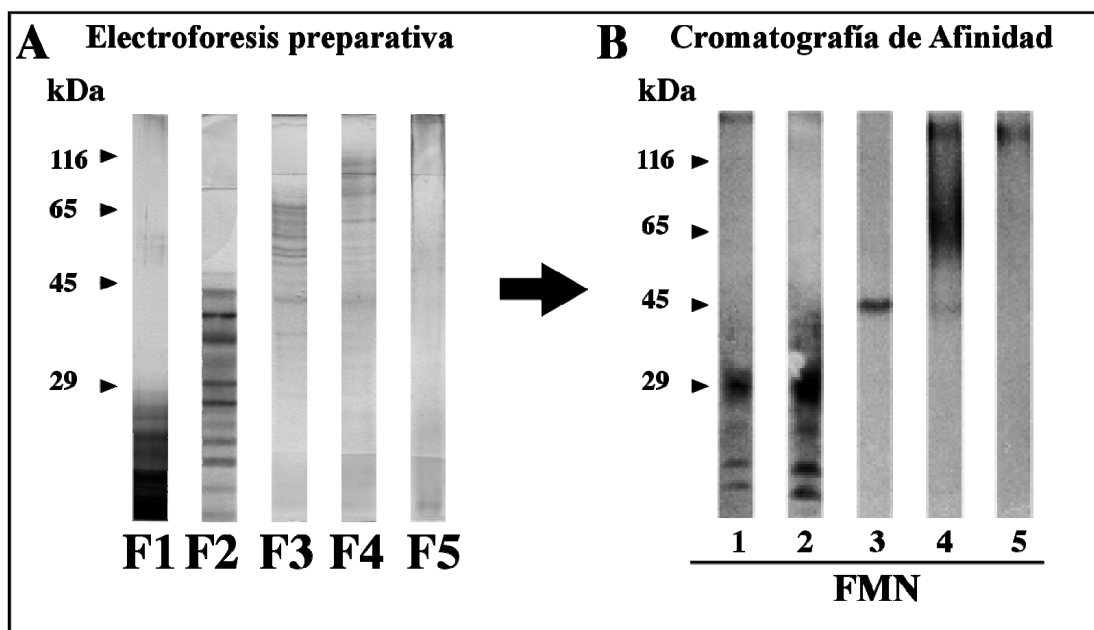 A Electroforesis preparativa
kDa
116
65
45
29
F1 F2 F3 F4 F5
B Cromatografía de Afinidad
kDa
116
65
45
29
1 2 3 4 5
FMN